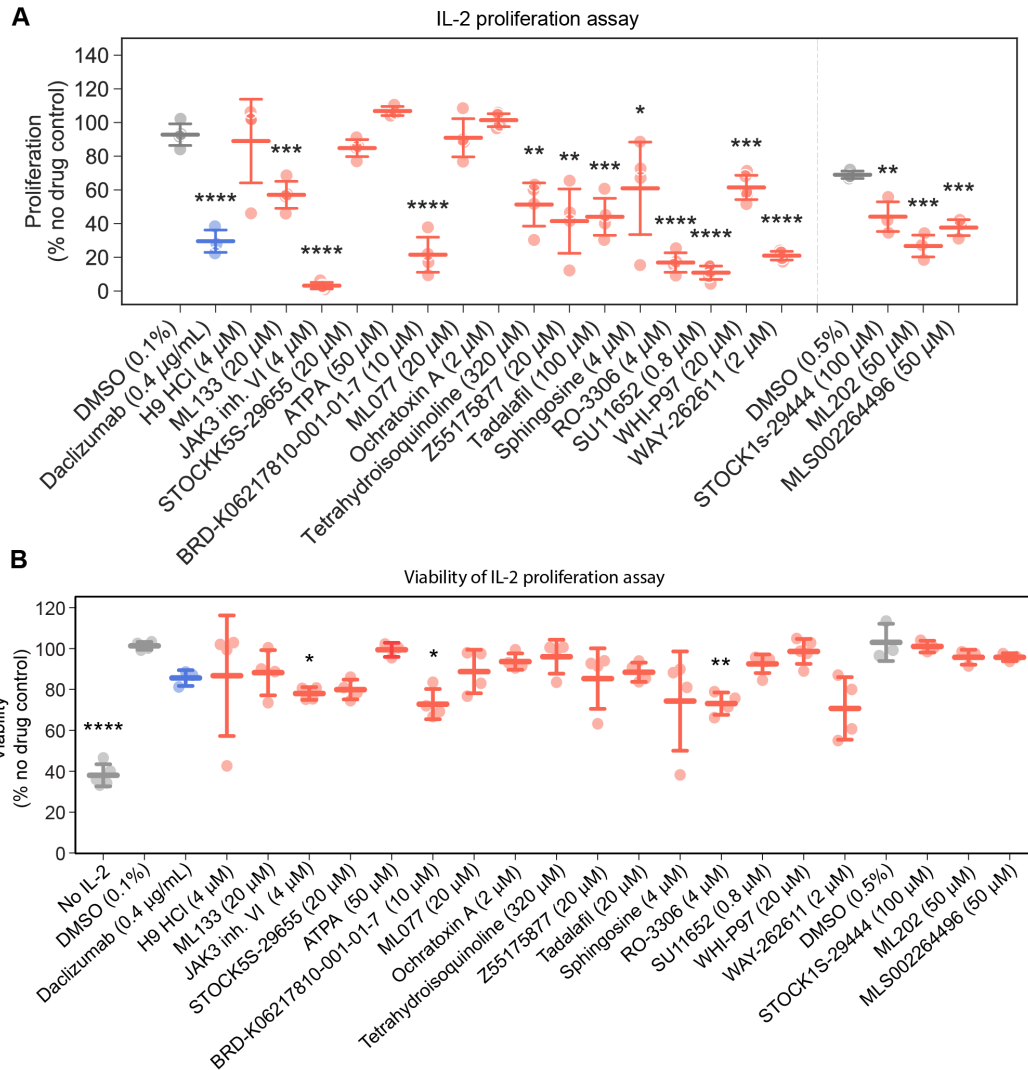 A
IL-2 proliferation assay
Proliferation
(% no drug control)
140
120
100
80
60
40
20
0
****
***
****
****
**
**
***
*
****
****
***
****
**
***
***
DMSO (0.1%)
Daclizumab (0.4 µg/mL)
H9 HCl (4 µM)
ML133 (20 µM)
JAK3 inh. VI (4 µM)
STOCKK5S-29655 (20 µM)
ATPA (50 µM)
BRD-K06217810-001-01-7 (10 µM)
ML077 (20 µM)
Ochratoxin A (2 µM)
Tetrahydroisoquinoline (320 µM)
Z55175877 (20 µM)
Tadalafil (100 µM)
Sphingosine (4 µM)
RO-3306 (4 µM)
SU11652 (0.8 µM)
WHI-P97 (20 µM)
WAY-262611 (2 µM)
DMSO (0.5%)
STOCK1s-29444 (100 µM)
ML202 (50 µM)
MLS002264496 (50 µM)
B
Viability of IL-2 proliferation assay
Viability
(% no drug control)
120
100
80
60
40
20
0
****
*
*
**
No IL-2
DMSO (0.1%)
Daclizumab (0.4 µg/mL)
H9 HCl (4 µM)
ML133 (20 µM)
JAK3 inh. VI (4 µM)
STOCK5S-29655 (20 µM)
ATPA (50 µM)
BRD-K06217810-001-01-7 (10 µM)
ML077 (20 µM)
Ochratoxin A (2 µM)
Tetrahydroisoquinoline (320 µM)
Z55175877 (20 µM)
Tadalafil (20 µM)
Sphingosine (4 µM)
RO-3306 (4 µM)
SU11652 (0.8 µM)
WHI-P97 (20 µM)
WAY-262611 (2 µM)
DMSO (0.5%)
STOCK1S-29444 (100 µM)
ML202 (50 µM)
MLS002264496 (50 µM)